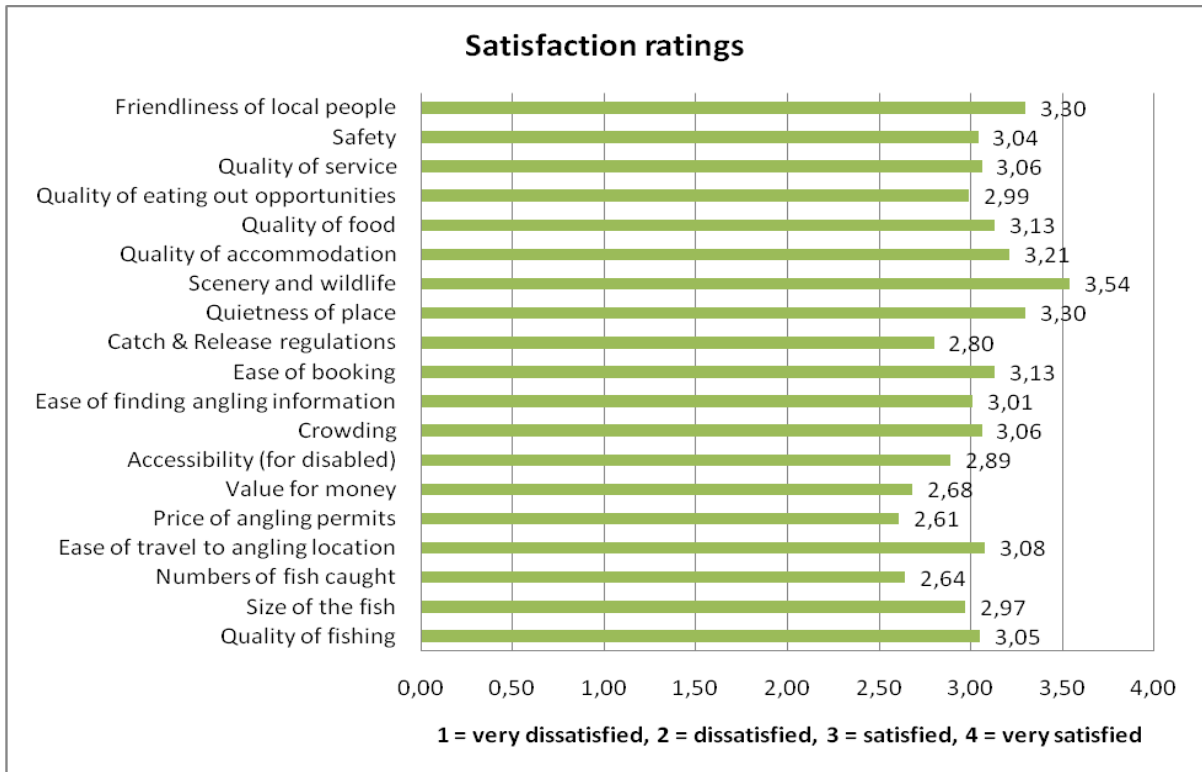 Satisfaction ratings
Friendliness of local people 3,30
Safety 3,04
Quality of service 3,06
Quality of eating out opportunities 2,99
Quality of food 3,13
Quality of accommodation 3,21
Scenery and wildlife 3,54
Quietness of place 3,30
Catch & Release regulations 2,80
Ease of booking 3,13
Ease of finding angling information 3,01
Crowding 3,06
Accessibility (for disabled) 2,89
Value for money 2,68
Price of angling permits 2,61
Ease of travel to angling location 3,08
Numbers of fish caught 2,64
Size of the fish 2,97
Quality of fishing 3,05
0,00 0,50 1,00 1,50 2,00 2,50 3,00 3,50 4,00
1 = very dissatisfied, 2 = dissatisfied, 3 = satisfied, 4 = very satisfied